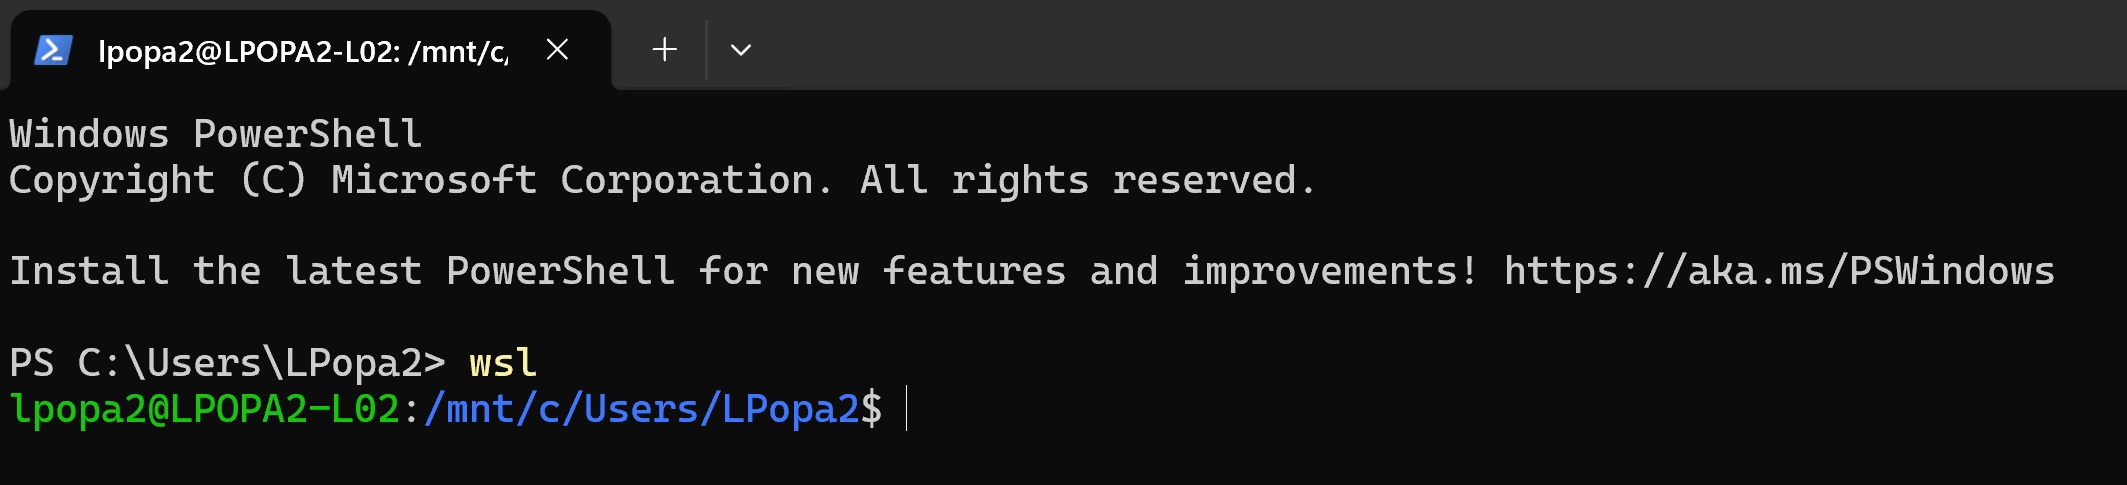 lpopa2@LPOPA2-L02: /mnt/c/
Windows PowerShell
Copyright (C) Microsoft Corporation. All rights reserved.
Install the latest PowerShell for new features and improvements! https://aka.ms/PSWindows
PS C:\Users\LPopa2> wsl
lpopa2@LPOPA2-L02:/mnt/c/Users/LPopa2$